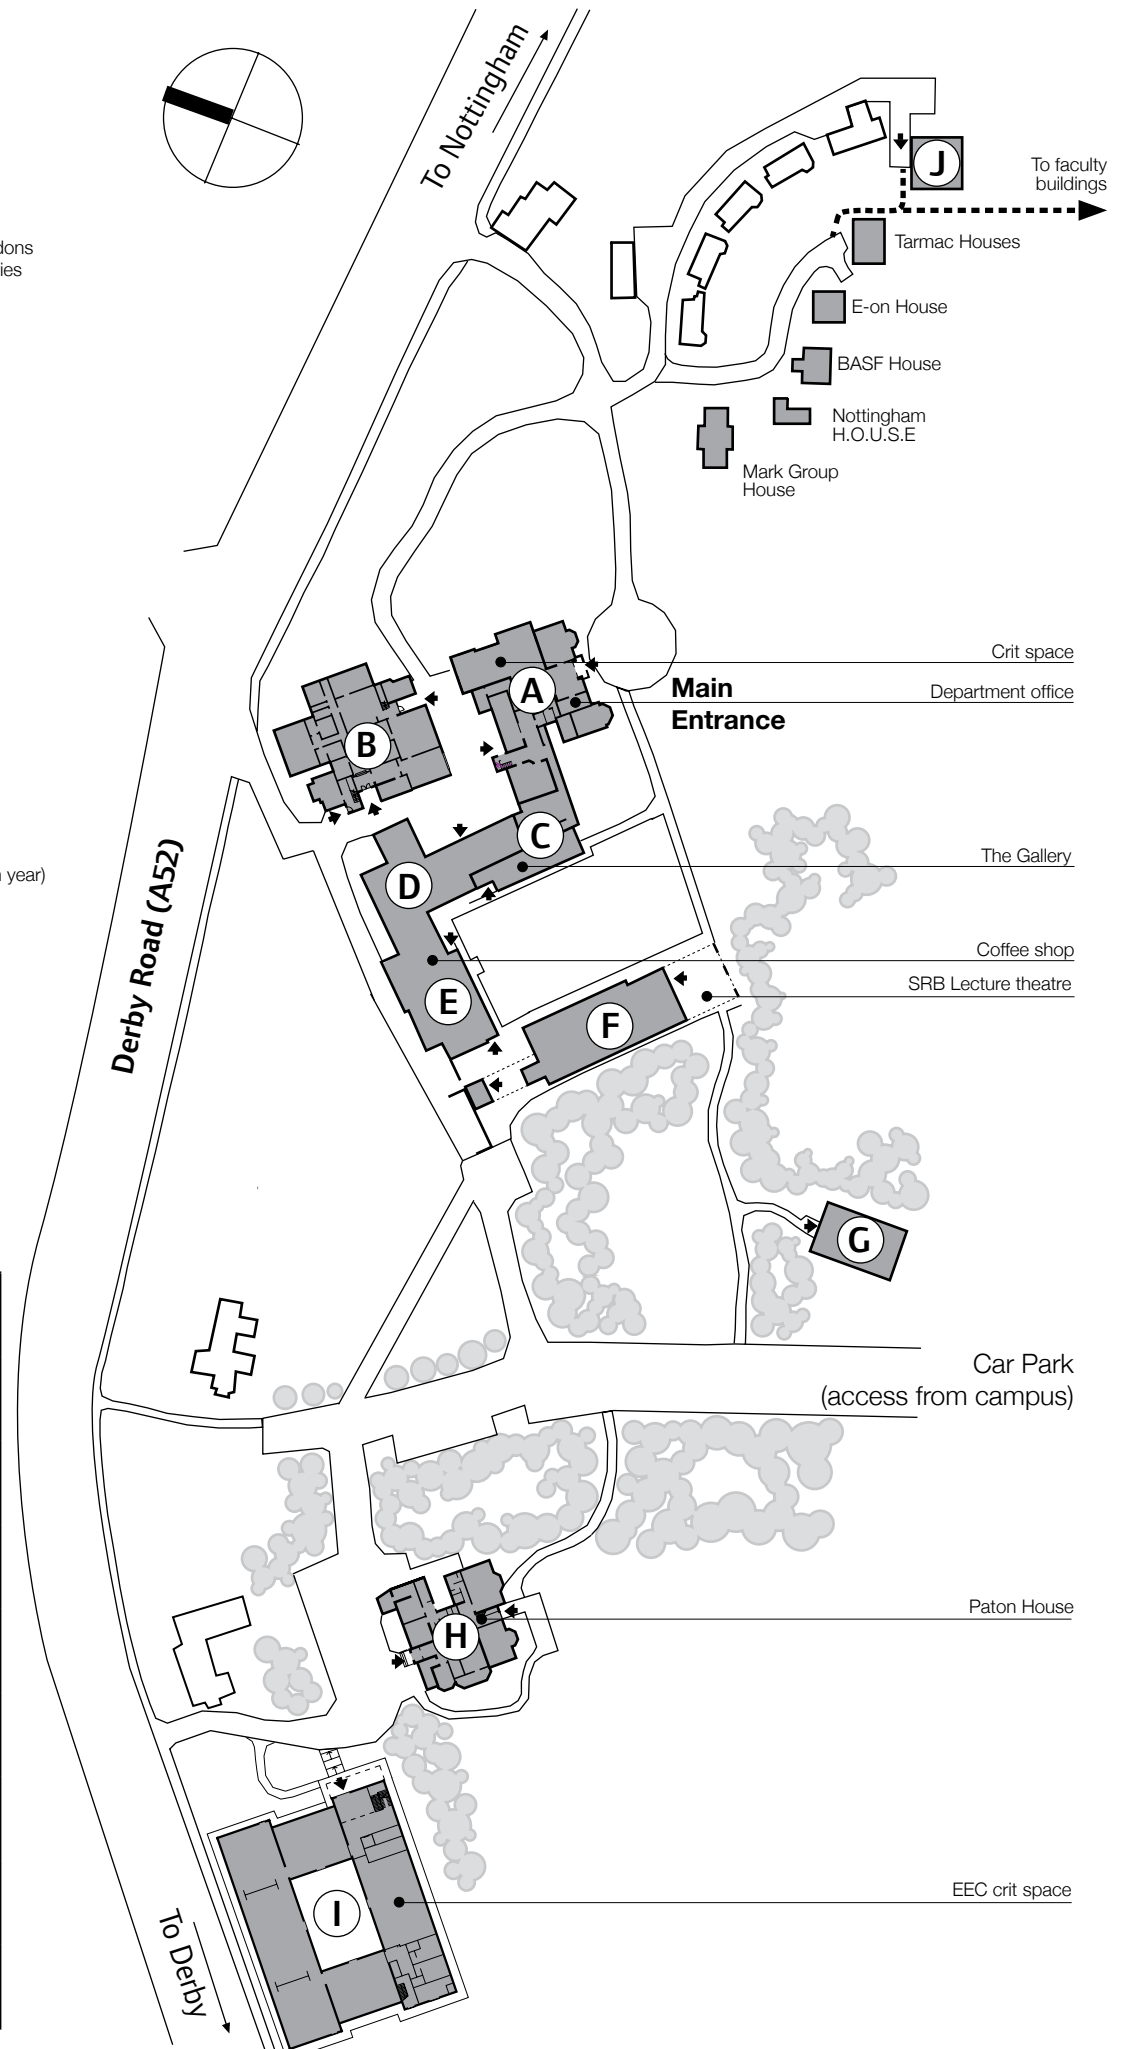 To Nottingham
dons
ies
J
To faculty
buildings
Tarmac Houses
E-on House
BASF House
Nottingham
H.O.U.S.E
Mark Group
House
Crit space
A
Main
Entrance
Department office
B
C
The Gallery
year)
D
Derby Road (A52)
Coffee shop
SRB Lecture theatre
E
F
G
Car Park
(access from campus)
Paton House
H
EEC crit space
I
To Derby